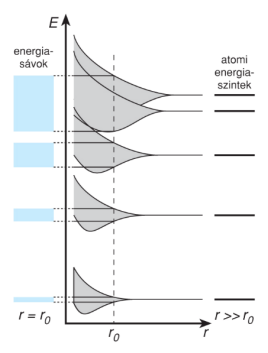 E
energia-
sávok
atomi
energia-
szintek
r = r₀
r₀
r
r >> r₀